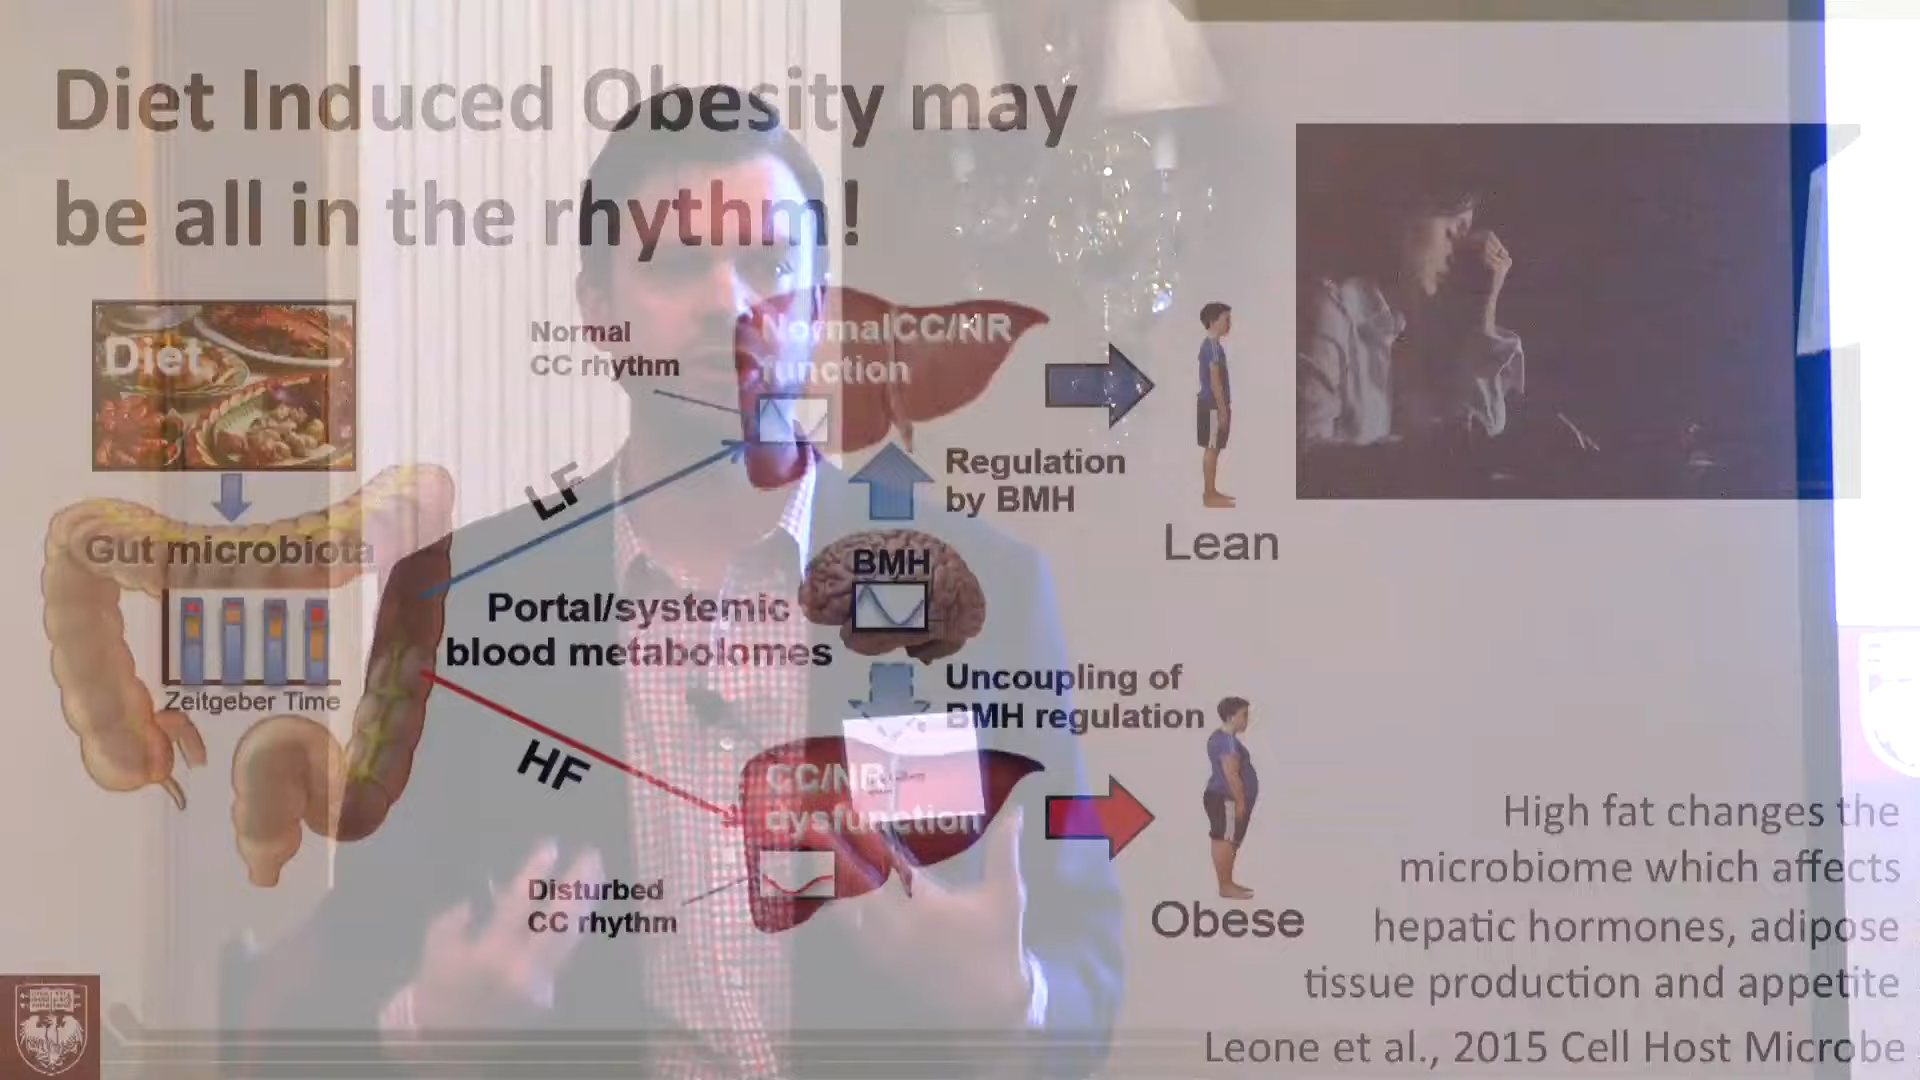 Diet Induced Obesity may
be all in the rhythm!
Diet
Gut microbiota
Zeitgeber Time
Normal
CC rhythm
NormalCC/NR
function
LF
Regulation
by BMH
Lean
BMH
Portal/systemic
blood metabolomes
Uncoupling of
BMH regulation
HF
CC/NR
dysfunction
Disturbed
CC rhythm
Obese
High fat changes the
microbiome which affects
hepatic hormones, adipose
tissue production and appetite
Leone et al., 2015 Cell Host Microbe